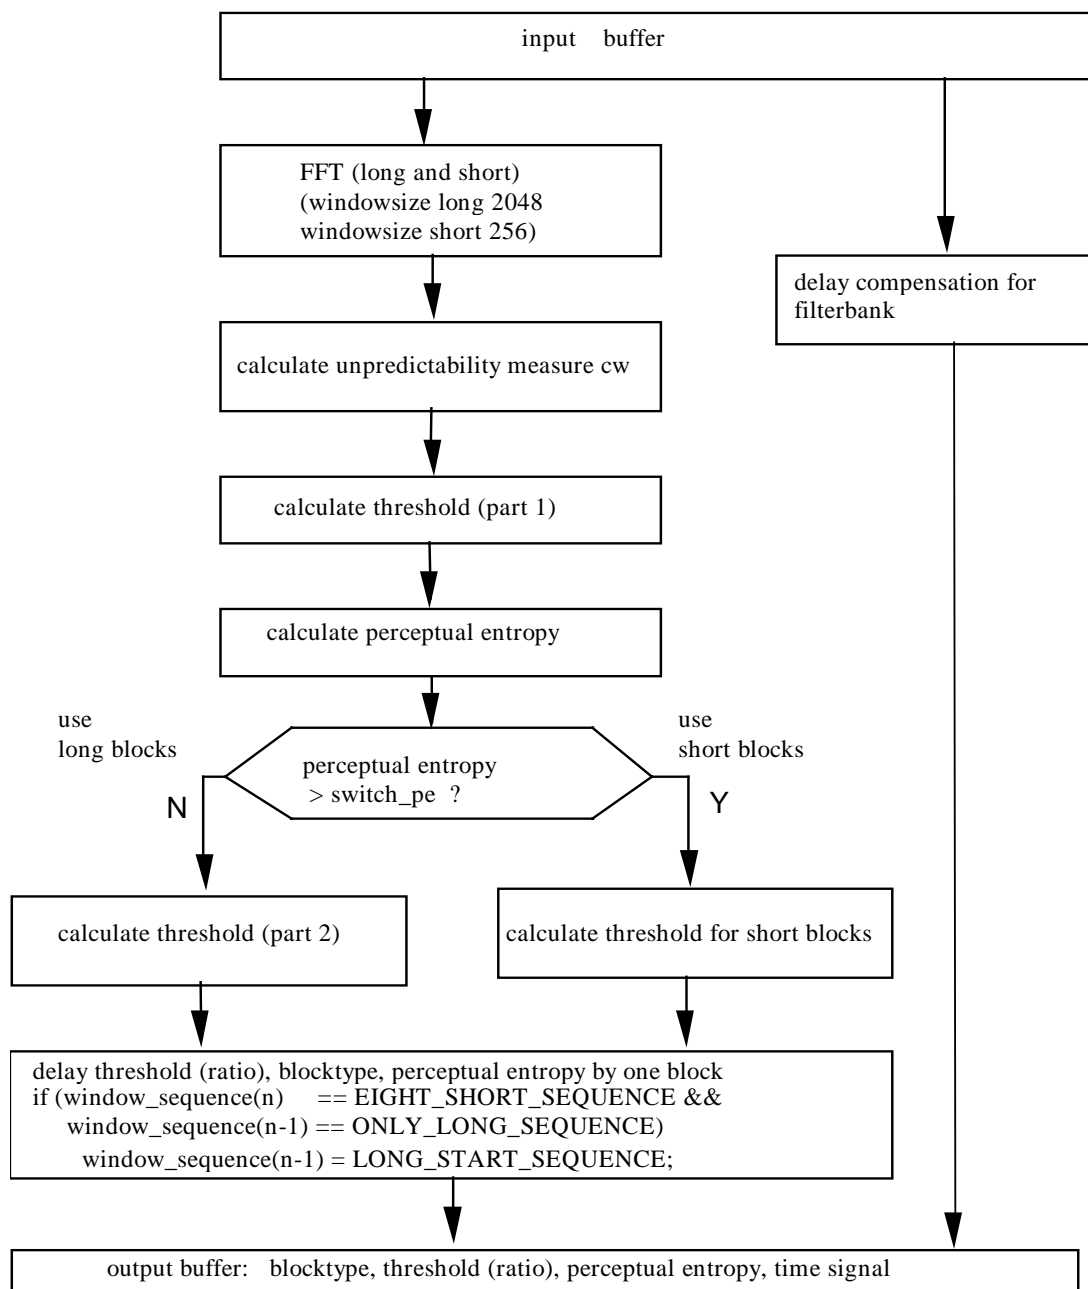 input buffer
FFT (long and short)
(windowsize long 2048
windowsize short 256)
delay compensation for
filterbank
calculate unpredictability measure cw
calculate threshold (part 1)
calculate perceptual entropy
use
long blocks
use
short blocks
perceptual entropy
> switch_pe ?
N
Y
calculate threshold (part 2)
calculate threshold for short blocks
delay threshold (ratio), blocktype, perceptual entropy by one block
if (window_sequence(n) == EIGHT_SHORT_SEQUENCE &&
window_sequence(n-1) == ONLY_LONG_SEQUENCE)
window_sequence(n-1) = LONG_START_SEQUENCE;
output buffer: blocktype, threshold (ratio), perceptual entropy, time signal